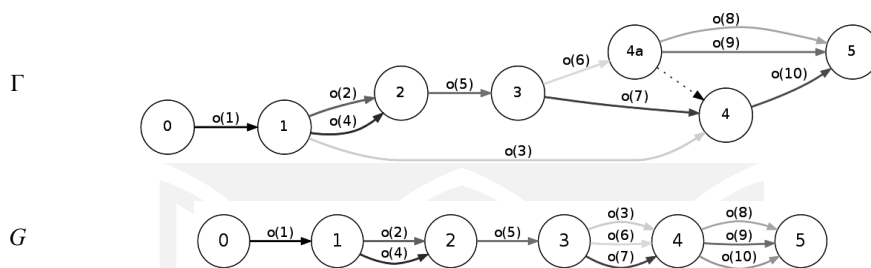 Γ
o(8)
4a
o(6)
o(9)
5
o(10)
o(2)
2
o(5)
3
o(7)
4
0
o(1)
1
o(4)
o(3)
G
0
o(1)
1
o(2)
o(4)
2
o(5)
3
o(3)
o(6)
o(7)
4
o(8)
o(9)
o(10)
5